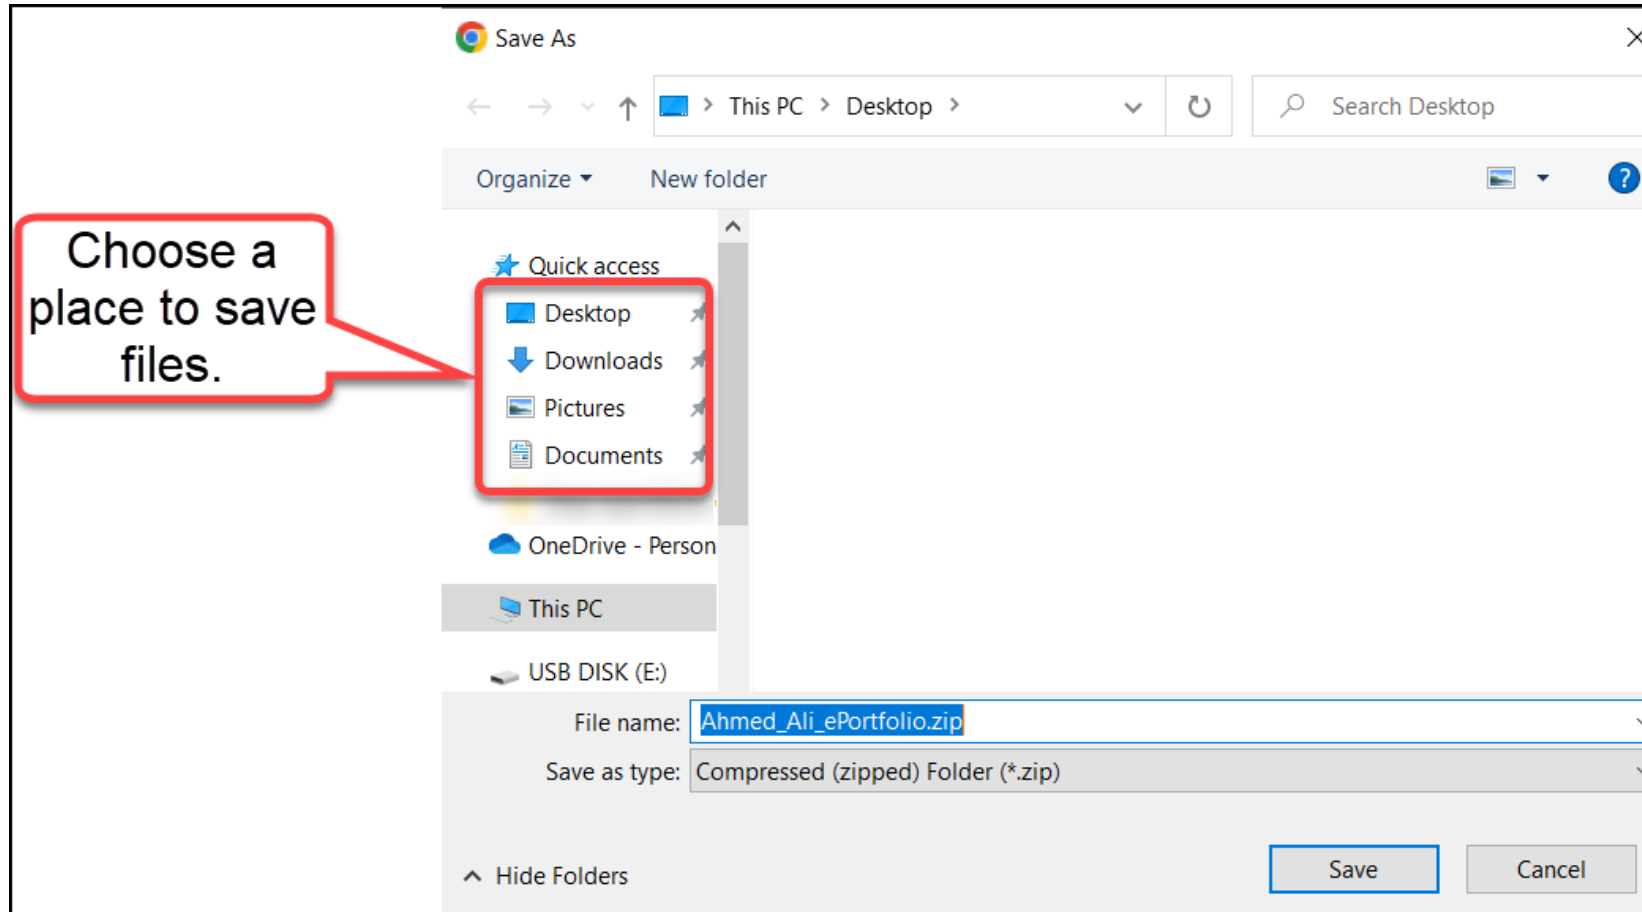 Save As
This PC > Desktop >
Search Desktop
Organize
New folder
?
Choose a
place to save
files.
Quick access
Desktop
Downloads
Pictures
Documents
OneDrive - Person
This PC
USB DISK (E:)
File name: Ahmed_Ali_ePortfolio.zip
Save as type: Compressed (zipped) Folder (*.zip)
Hide Folders
Save
Cancel